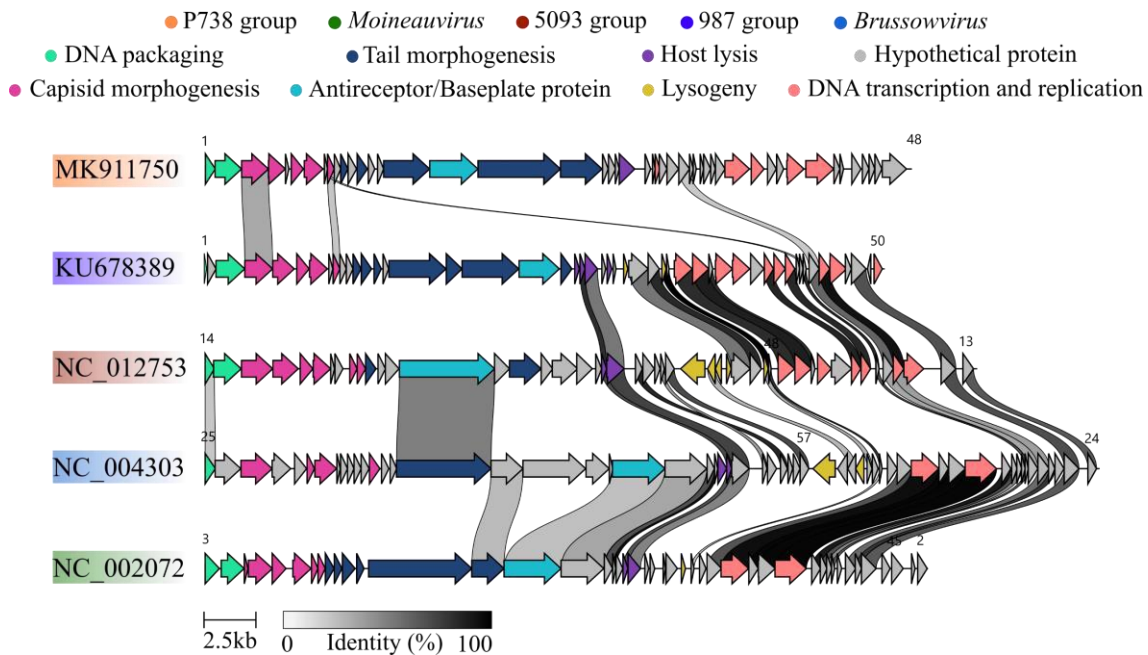 P738 group Moineauvirus 5093 group 987 group Brussowvirus
DNA packaging Tail morphogenesis Host lysis Hypothetical protein
Capisid morphogenesis Antireceptor/Baseplate protein Lysogeny DNA transcription and replication
1 48
MK911750
1 50
KU678389
14 48 13
NC_012753
25 57 24
NC_004303
3 45 2
NC_002072
2.5kb 0 Identity (%) 100